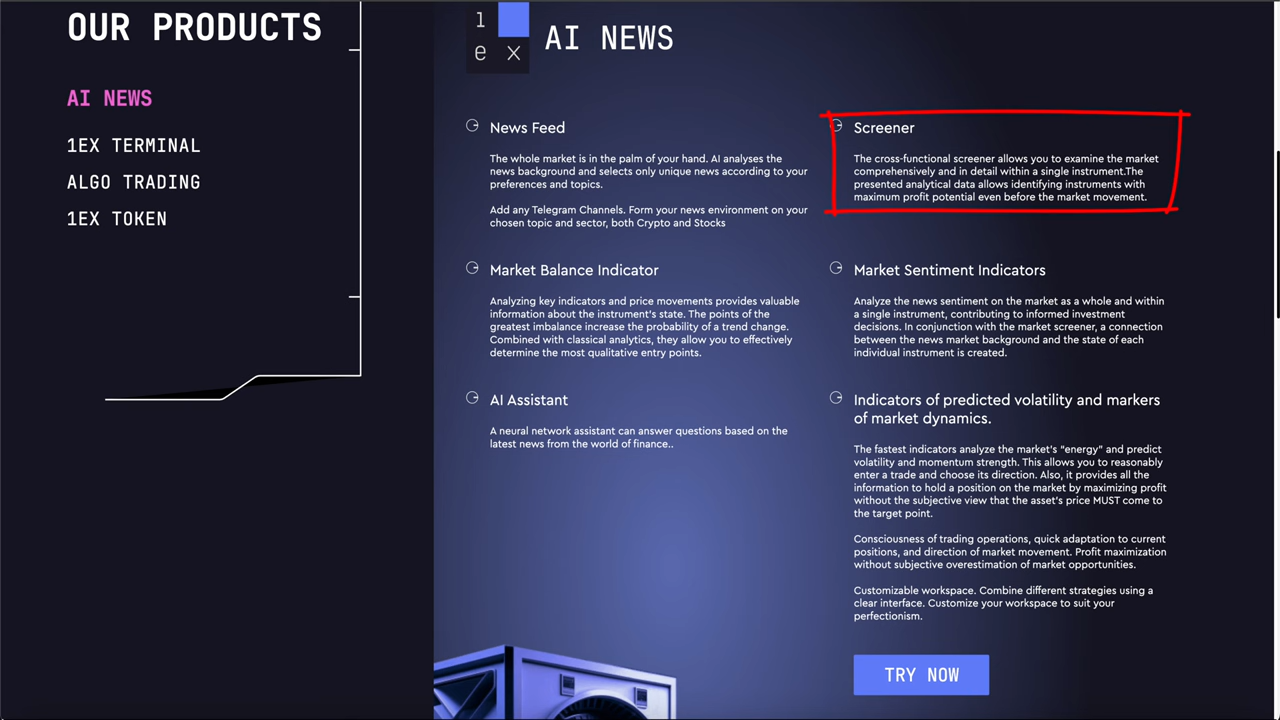 OUR PRODUCTS
AI NEWS
1EX TERMINAL
ALGO TRADING
1EX TOKEN
1
e x
AI NEWS
News Feed
The whole market is in the palm of your hand. AI analyses the
news background and selects only unique news according to your
preferences and topics.
Add any Telegram Channels. Form your news environment on your
chosen topic and sector, both Crypto and Stocks
Screener
The cross-functional screener allows you to examine the market
comprehensively and in detail within a single instrument.The
presented analytical data allows identifying instruments with
maximum profit potential even before the market movement.
Market Balance Indicator
Analyzing key indicators and price movements provides valuable
information about the instrument's state. The points of the
greatest imbalance increase the probability of a trend change.
Combined with classical analytics, they allow you to effectively
determine the most qualitative entry points.
Market Sentiment Indicators
Analyze the news sentiment on the market as a whole and within
a single instrument, contributing to informed investment
decisions. In conjunction with the market screener, a connection
between the news market background and the state of each
individual instrument is created.
AI Assistant
A neural network assistant can answer questions based on the
latest news from the world of finance..
Indicators of predicted volatility and markers
of market dynamics.
The fastest indicators analyze the market's "energy" and predict
volatility and momentum strength. This allows you to reasonably
enter a trade and choose its direction. Also, it provides all the
information to hold a position on the market by maximizing profit
without the subjective view that the asset's price MUST come to
the target point.
Consciousness of trading operations, quick adaptation to current
positions, and direction of market movement. Profit maximization
without subjective overestimation of market opportunities.
Customizable workspace. Combine different strategies using a
clear interface. Customize your workspace to suit your
perfectionism.
TRY NOW